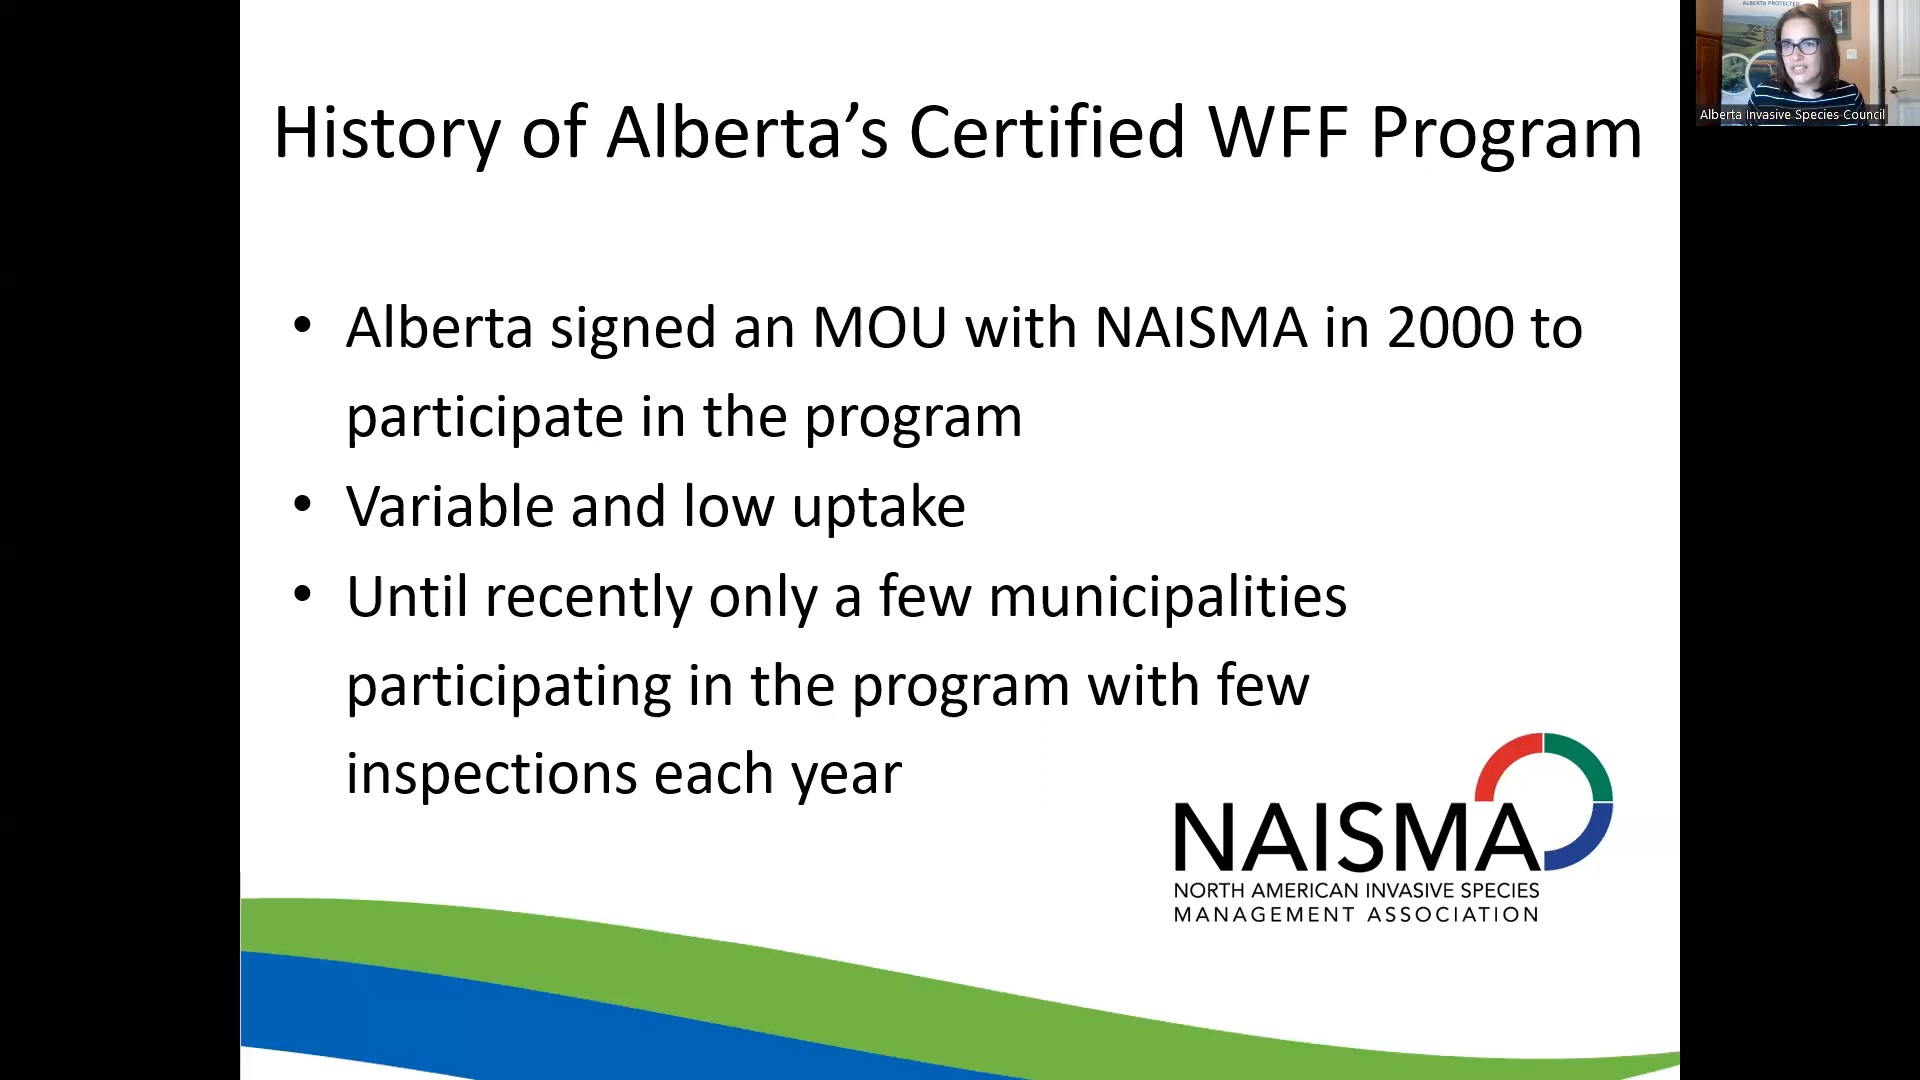 ALBERTA PROTECTED
Alberta Invasive Species Council
History of Alberta’s Certified WFF Program
• Alberta signed an MOU with NAISMA in 2000 to
participate in the program
• Variable and low uptake
• Until recently only a few municipalities
participating in the program with few
inspections each year
NAISMA
NORTH AMERICAN INVASIVE SPECIES
MANAGEMENT ASSOCIATION